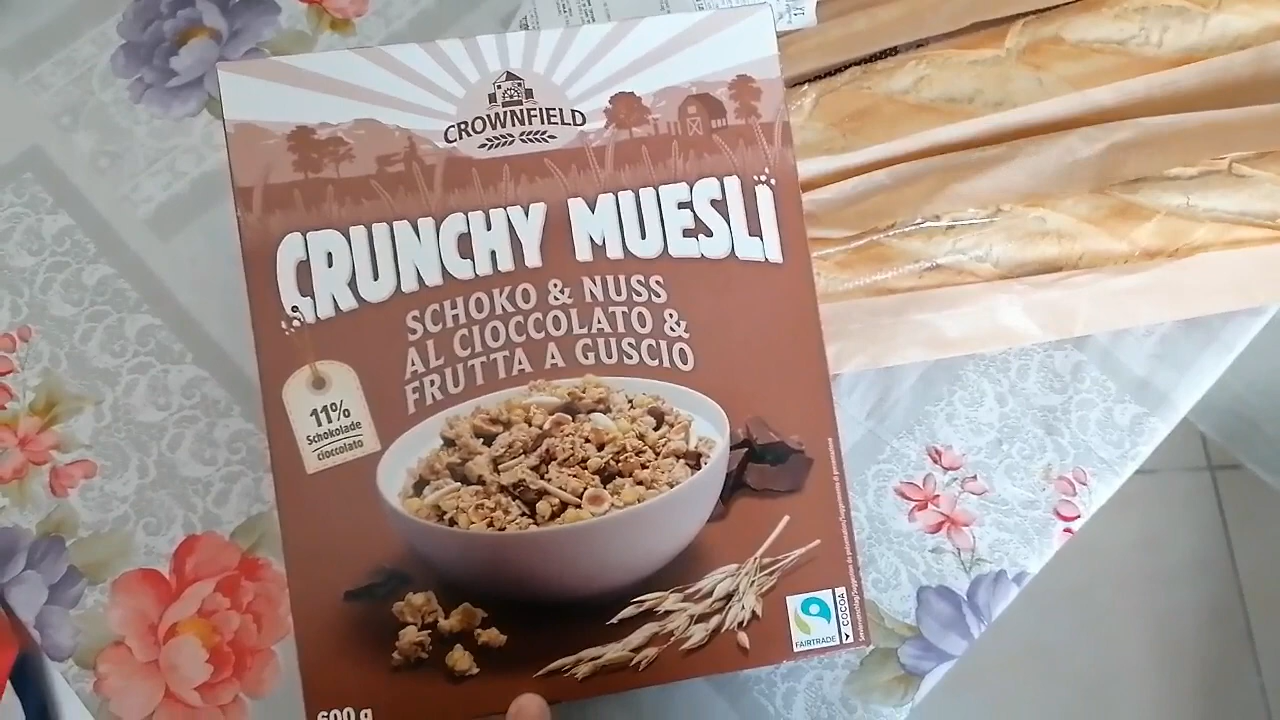 CROWNFIELD
CRUNCHY MUESLI
SCHOKO & NUSS
AL CIOCCOLATO &
FRUTTA A GUSCIO
11%
Schokolade
cioccolato
FAIRTRADE
COCOA
600 g